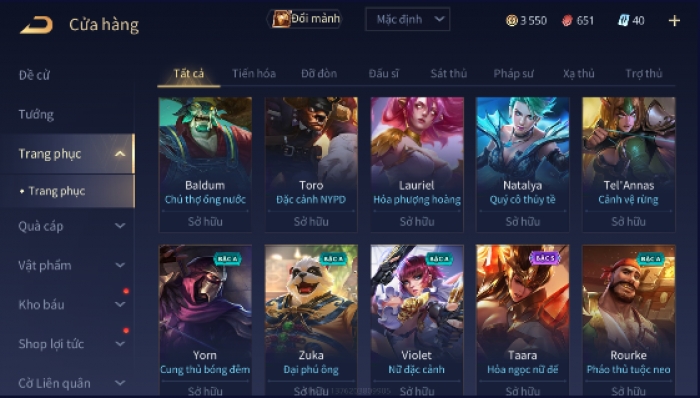 Cửa hàng
Đổi mảnh
Mặc định
3 550
651
40
Đề cử
Tướng
Trang phục
Trang phục
Quà cáp
Vật phẩm
Kho báu
Shop lợi tức
Cờ Liên quân
Tất cả
Tiến hóa
Đỡ đòn
Đấu sĩ
Sát thủ
Pháp sư
Xạ thủ
Trợ thủ
Baldum
Chủ thợ ống nước
Sở hữu
Toro
Đặc cảnh NYPD
Sở hữu
Lauriel
Hỏa phượng hoàng
Sở hữu
Natalya
Quý cô thủy tề
Sở hữu
Tel'Annas
Cảnh vệ rừng
Sở hữu
BẬC A
Yorn
Cung thủ bóng đêm
Sở hữu
BẬC A
Zuka
Đại phú ông
Sở hữu
BẬC A
Violet
Nữ đặc cảnh
Sở hữu
BẬC S
Taara
Hỏa ngọc nữ đế
Sở hữu
BẬC A
Rourke
Pháo thủ tuộc neo
Sở hữu